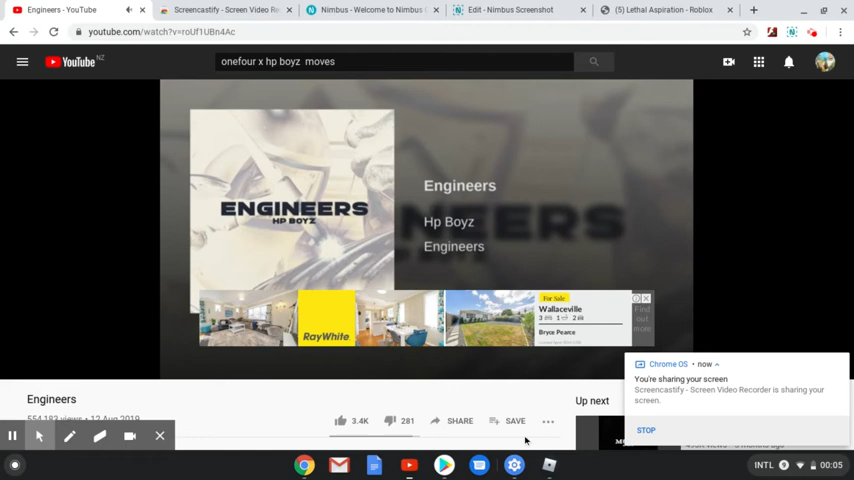 Engineers - YouTube
Screencastify - Screen Video Re
Nimbus - Welcome to Nimbus
Edit - Nimbus Screenshot
(5) Lethal Aspiration - Roblox
youtube.com/watch?v=roUf1UBn4Ac
YouTube NZ
onefour x hp boyz moves
ENGINEERS
HP BOYZ
Engineers
Hp Boyz
Engineers
RayWhite
For Sale
Wallaceville
3 1 2
Bryce Pearce
Find out more
Chrome OS • now
You're sharing your screen
Screencastify - Screen Video Recorder is sharing your
screen.
STOP
Engineers
554,183 views • 12 Aug 2019
3.4K
281
SHARE
SAVE
Up next
INTL
9
00:05